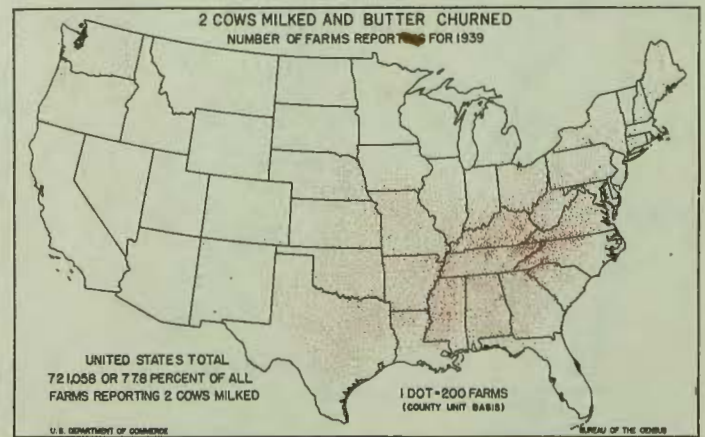 2 COWS MILKED AND BUTTER CHURNED
NUMBER OF FARMS REPORTING FOR 1939
UNITED STATES TOTAL
721,058 OR 77.8 PERCENT OF ALL
FARMS REPORTING 2 COWS MILKED
1 DOT = 200 FARMS
(COUNTY UNIT BASIS)
U. S. DEPARTMENT OF COMMERCE
BUREAU OF THE CENSUS